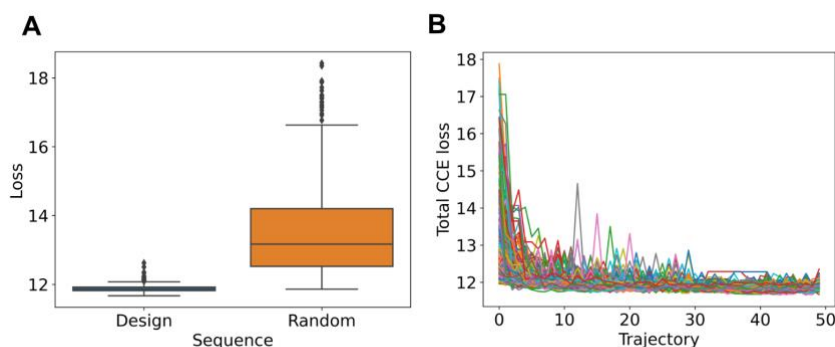 A
Loss
18
16
14
12
Design
Random
Sequence
B
Total CCE loss
18
17
16
15
14
13
12
0
10
20
30
40
50
Trajectory